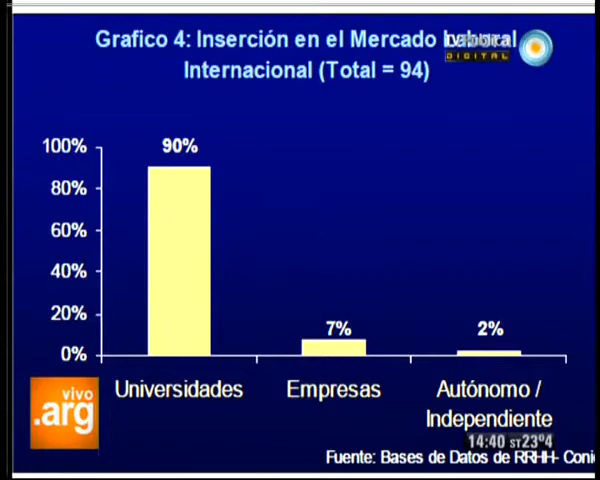 Grafico 4: Inserción en el Mercado Laboral
Internacional (Total = 94)
DIGITAL
100%
80%
60%
40%
20%
0%
90%
7%
2%
Universidades
Empresas
Autónomo /
Independiente
vivo
.arg
14:40 ST23º4
Fuente: Bases de Datos de RRHH- Coni